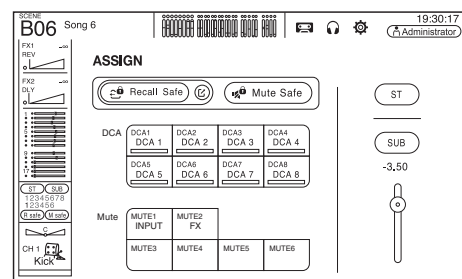 SCENE
B06 Song 6
19:30:17
Administrator
FX1 -∞
REV
FX2 -∞
DLY
1
9
17
ST SUB
12345678
123456
R safe M safe
C
CH 1
Kick
ASSIGN
Recall Safe
Mute Safe
DCA
DCA1 DCA2 DCA3 DCA4
DCA 1 DCA 2 DCA 3 DCA 4
DCA5 DCA6 DCA7 DCA8
DCA 5 DCA 6 DCA 7 DCA 8
Mute
MUTE1 MUTE2
INPUT FX
MUTE3 MUTE4 MUTE5 MUTE6
ST
SUB
-3.50